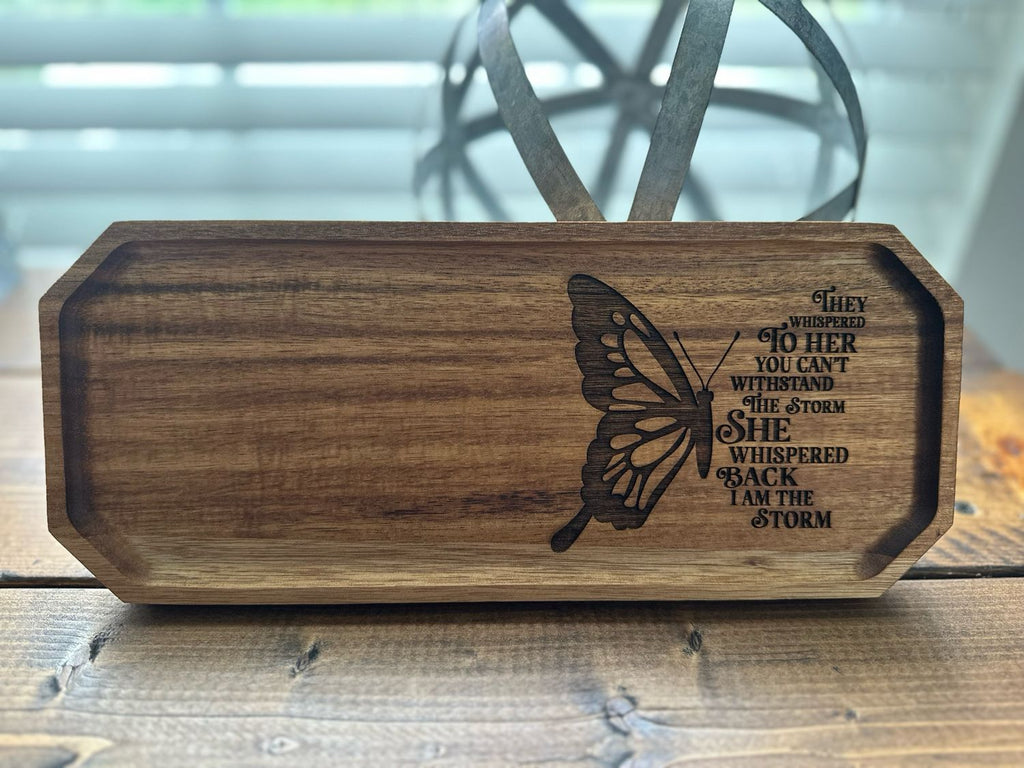 They
WHISPERED
To HER
YOU CAN'T
WITHSTAND
The Storm
She
WHISPERED
BACK
I AM THE
STORM